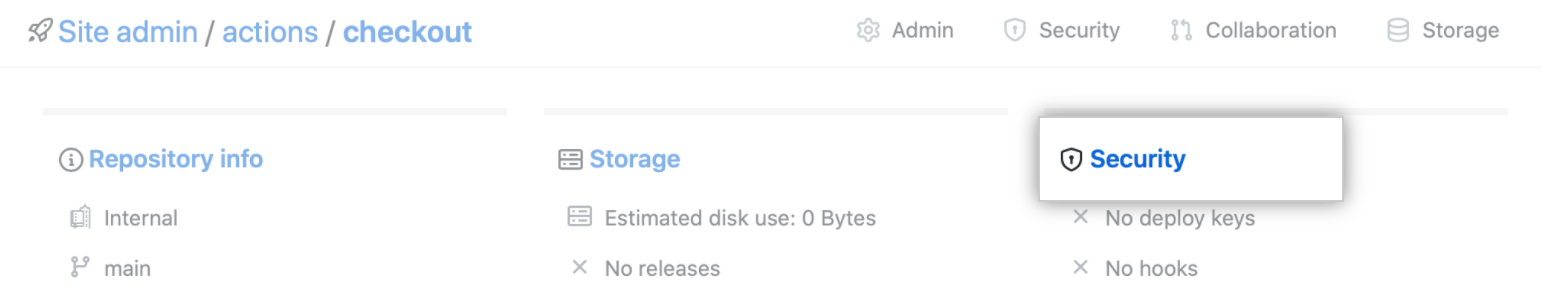 Site admin / actions / checkout
Admin Security Collaboration Storage
Repository info
Internal
main
Storage
Estimated disk use: 0 Bytes
No releases
Security
No deploy keys
No hooks